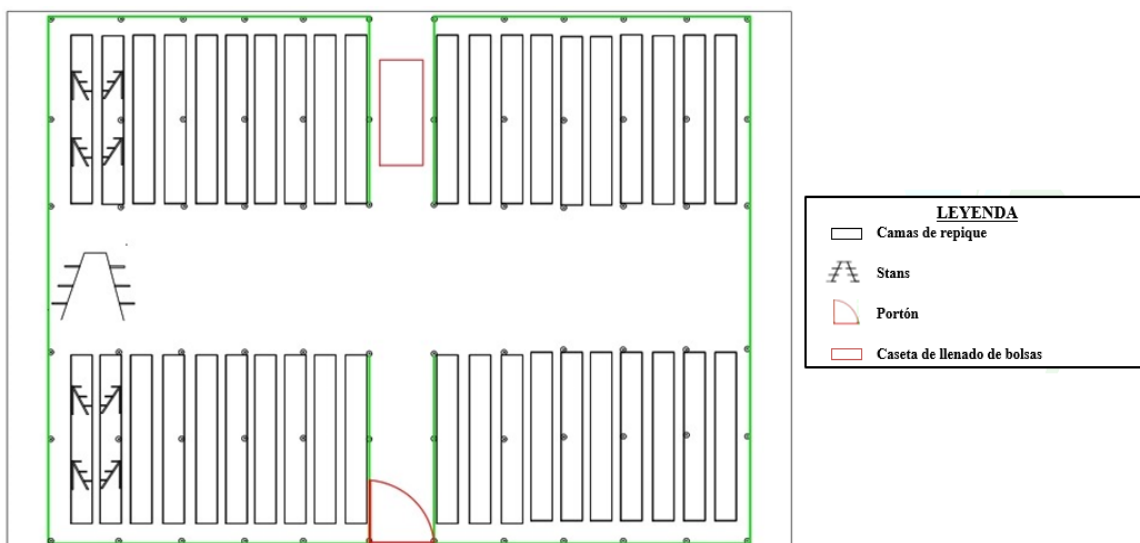 LEYENDA
Camas de repique
Stans
Portón
Caseta de llenado de bolsas